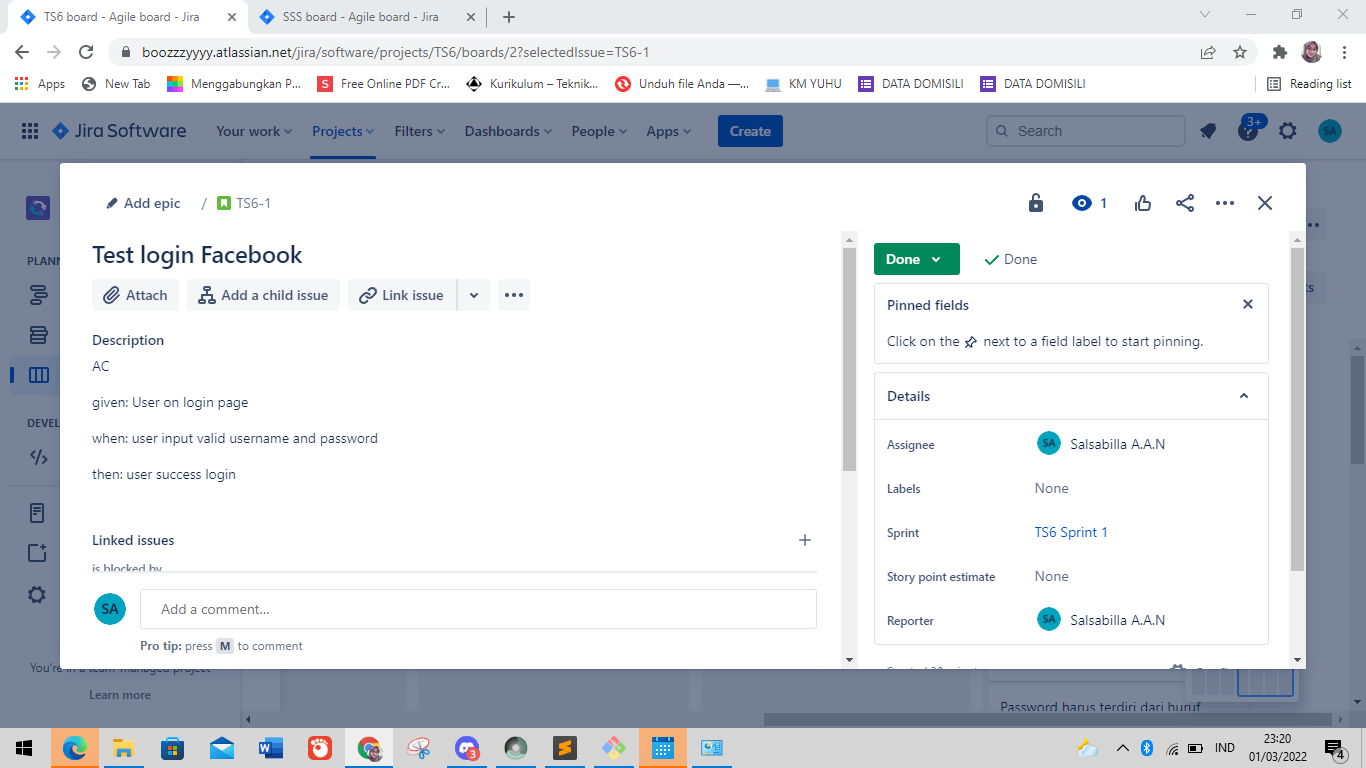 TS6 board - Agile board - Jira
SSS board - Agile board - Jira
boozzzyyyy.atlassian.net/jira/software/projects/TS6/boards/2?selectedIssue=TS6-1
Apps
New Tab
Menggabungkan P...
Free Online PDF Cr...
Kurikulum – Teknik...
Unduh file Anda —...
KM YUHU
DATA DOMISILI
DATA DOMISILI
Reading list
Jira Software
Your work
Projects
Filters
Dashboards
People
Apps
Create
Search
3+
SA
Add epic
/
TS6-1
1
Test login Facebook
Attach
Add a child issue
Link issue
Description
AC
given: User on login page
when: user input valid username and password
then: user success login
Linked issues
is blocked by
SA
Add a comment...
Pro tip: press M to comment
Done
Done
Pinned fields
Click on the next to a field label to start pinning.
Details
Assignee
SA Salsabilla A.A.N
Labels
None
Sprint
TS6 Sprint 1
Story point estimate
None
Reporter
SA Salsabilla A.A.N
PLANN
DEVEL
You're in a team-managed project
Learn more
Password harus terdiri dari huruf
3
IND
23:20
01/03/2022
4